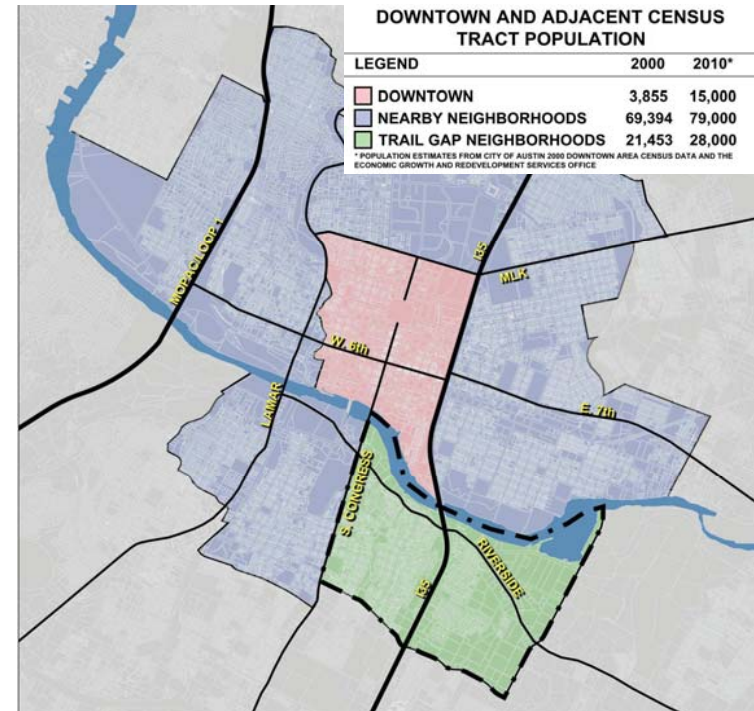 DOWNTOWN AND ADJACENT CENSUS
TRACT POPULATION
LEGEND 2000 2010*
DOWNTOWN 3,855 15,000
NEARBY NEIGHBORHOODS 69,394 79,000
TRAIL GAP NEIGHBORHOODS 21,453 28,000
* POPULATION ESTIMATES FROM CITY OF AUSTIN 2000 DOWNTOWN AREA CENSUS DATA AND THE
ECONOMIC GROWTH AND REDEVELOPMENT SERVICES OFFICE
MOPAC/LOOP 1
I35
MLK
W. 6th
LAMAR
E. 7th
S. CONGRESS
RIVERSIDE
I35